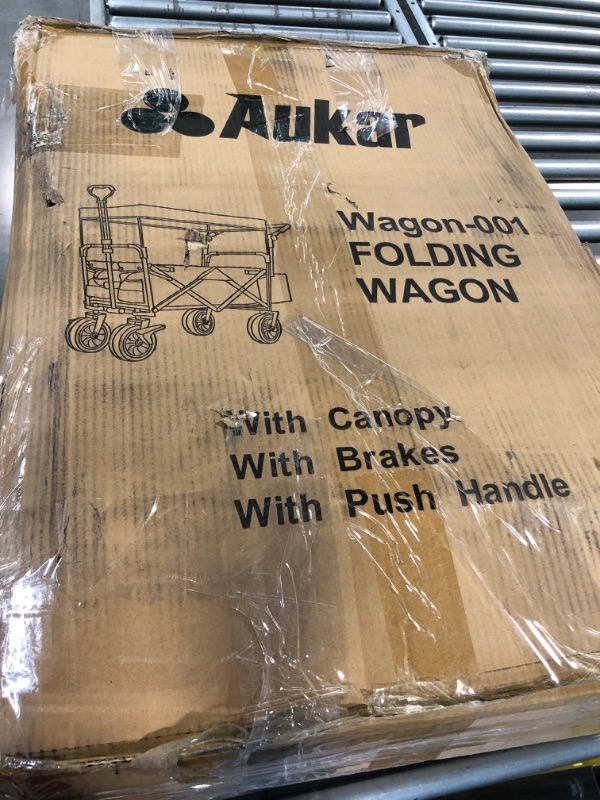 Aukar
Wagon-001
FOLDING
WAGON
With Canopy
With Brakes
With Push Handle